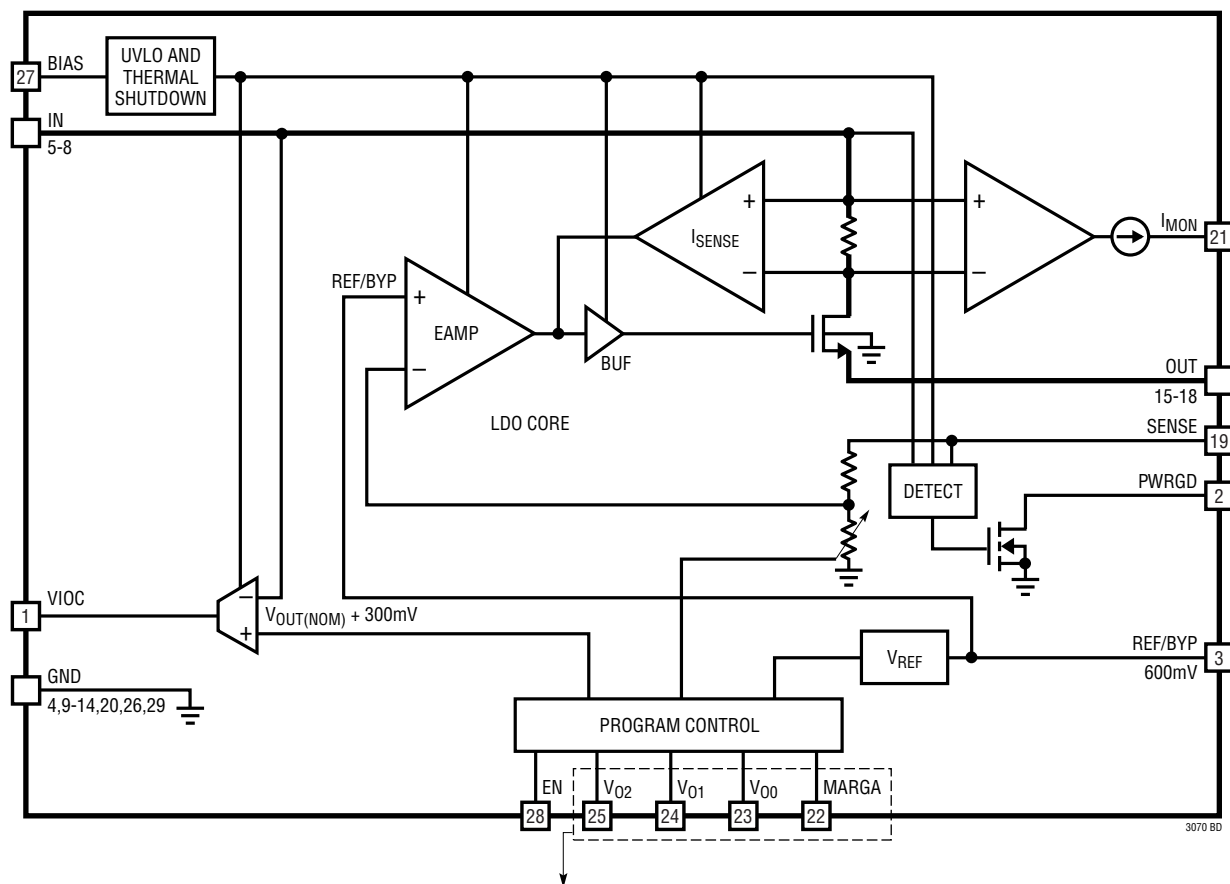 UVLO AND
THERMAL
SHUTDOWN
27
BIAS
IN
5-8
+
–
ISENSE
+
–
IMON
21
REF/BYP
+
–
EAMP
BUF
LDO CORE
OUT
15-18
SENSE
19
DETECT
PWRGD
2
1
VIOC
–
+
VOUT(NOM) + 300mV
VREF
REF/BYP
3
600mV
GND
4,9-14,20,26,29
PROGRAM CONTROL
EN
VO2
VO1
VO0
MARGA
28
25
24
23
22
3070 BD